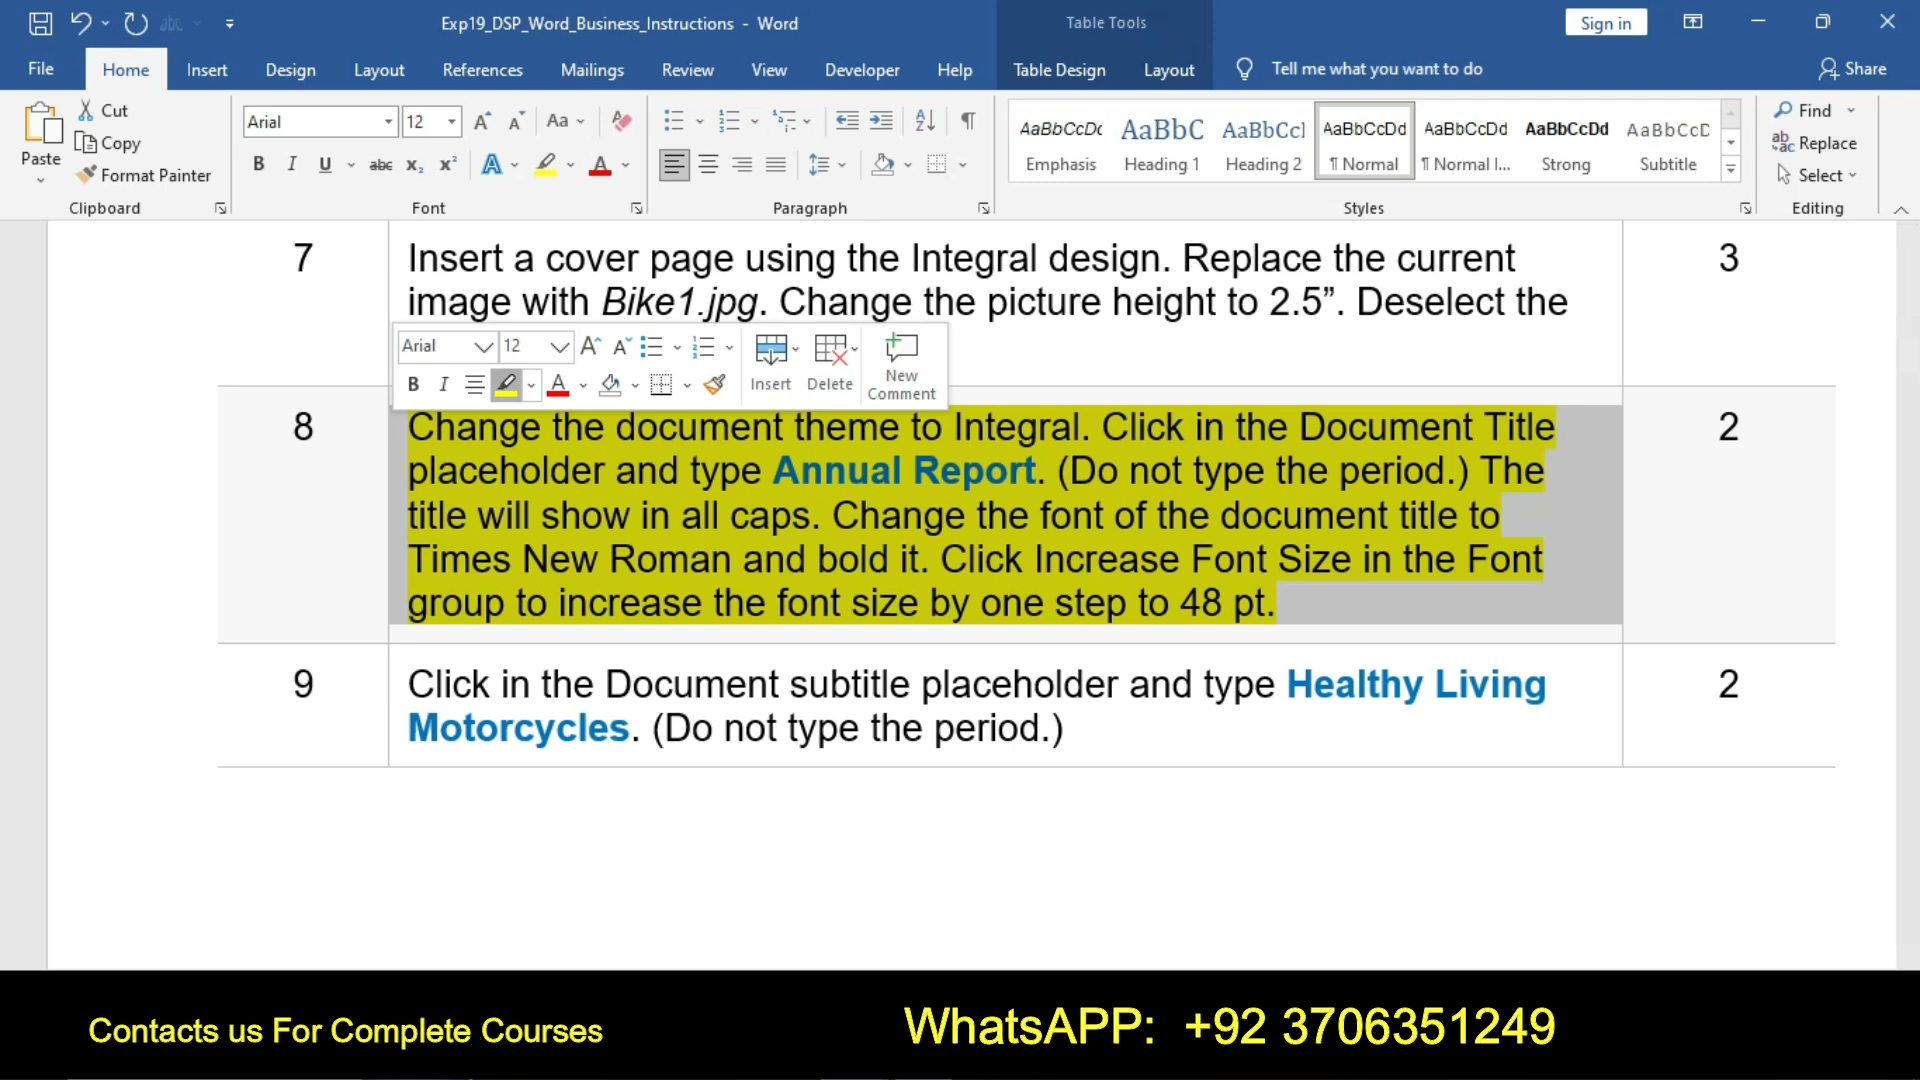 Exp19_DSP_Word_Business_Instructions - Word
Table Tools
Sign in
File Home Insert Design Layout References Mailings Review View Developer Help Table Design Layout Tell me what you want to do Share
Paste
Cut
Copy
Format Painter
Clipboard
Arial 12 Aa
B I U abc x₂ x² A A
Font
Paragraph
AaBbCcDc AaBbC AaBbCcI AaBbCcDd AaBbCcDd AaBbCcDd AaBbCcC
Emphasis Heading 1 Heading 2 ¶ Normal ¶ Normal I... Strong Subtitle
Styles
Find
Replace
Select
Editing
7 Insert a cover page using the Integral design. Replace the current 3
image with Bike1.jpg. Change the picture height to 2.5”. Deselect the
Arial 12 A A
B I A
Insert Delete New
Comment
8 Change the document theme to Integral. Click in the Document Title 2
placeholder and type Annual Report. (Do not type the period.) The
title will show in all caps. Change the font of the document title to
Times New Roman and bold it. Click Increase Font Size in the Font
group to increase the font size by one step to 48 pt.
9 Click in the Document subtitle placeholder and type Healthy Living 2
Motorcycles. (Do not type the period.)
Contacts us For Complete Courses WhatsAPP: +92 3706351249